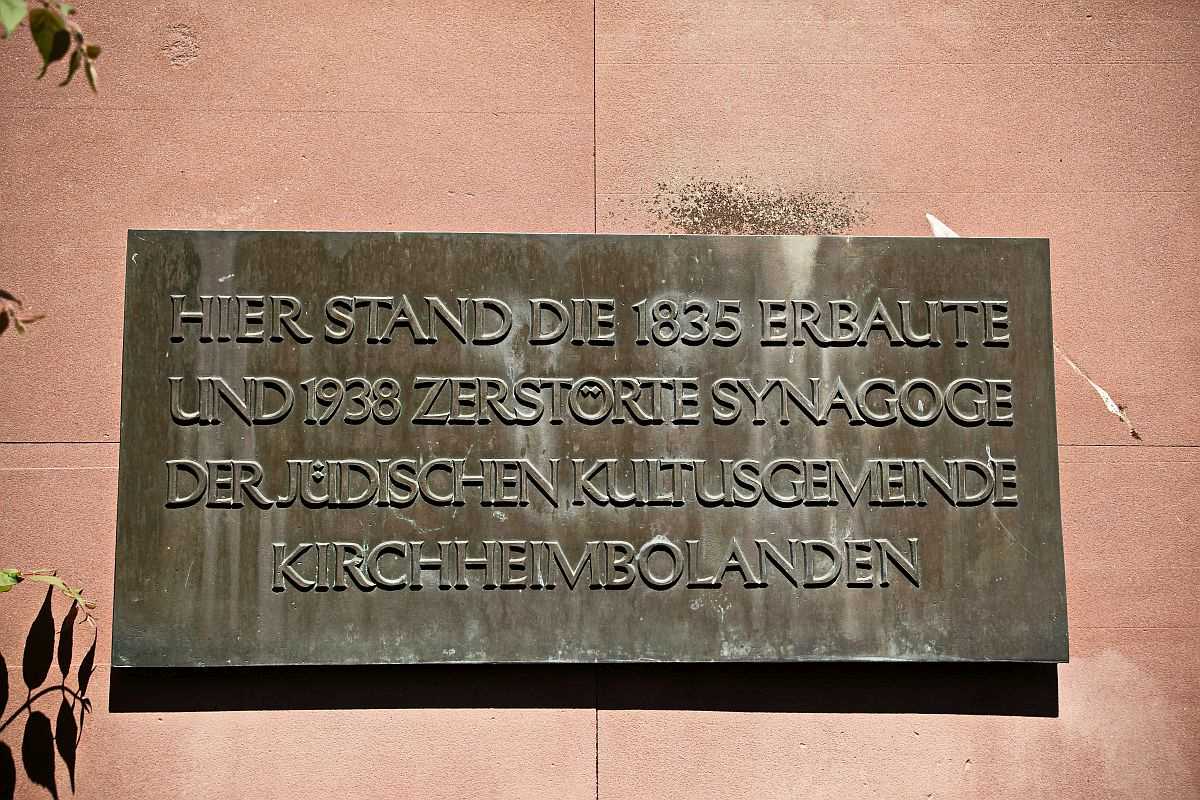 HIER STAND DIE 1835 ERBAUTE
UND 1938 ZERSTÖRTE SYNAGOGE
DER JÜDISCHEN KULTUSGEMEINDE
KIRCHHEIMBOLANDEN